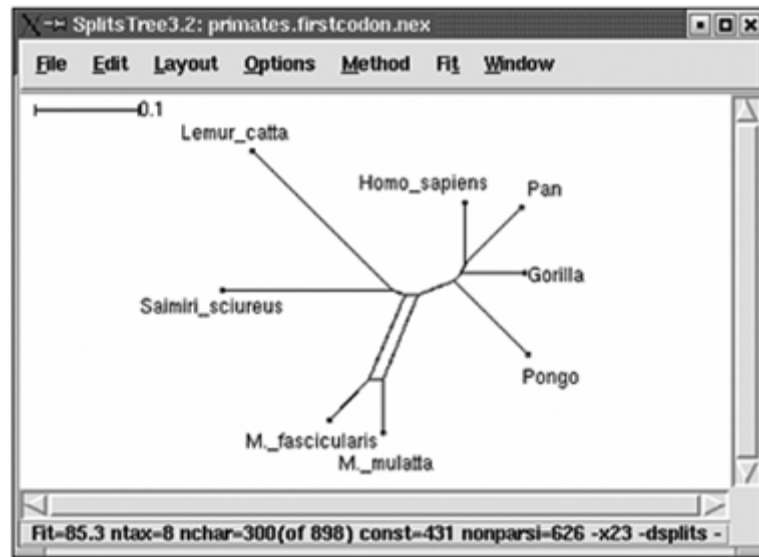 SplitsTree3.2: primates.firstcodon.nex
File Edit Layout Options Method Fit Window
0.1
Lemur_catta
Homo_sapiens
Pan
Gorilla
Saimiri_sciureus
Pongo
M._fascicularis
M._mulatta
Fit=85.3 ntax=8 nchar=300(of 898) const=431 nonparsi=626 -x23 -dsplits -